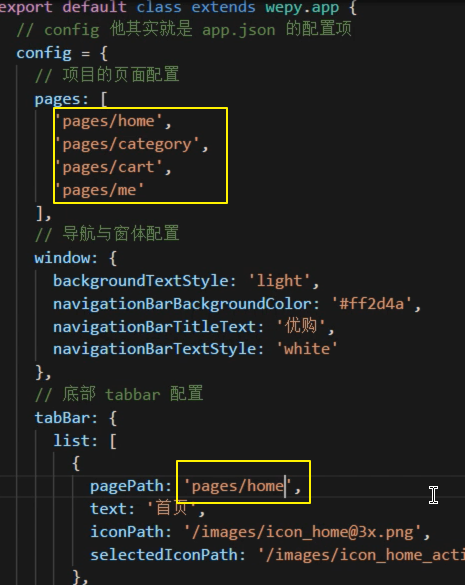 export default class extends wepy.app {
// config 他其实就是 app.json 的配置项
config = {
// 项目的页面配置
pages: [
'pages/home',
'pages/category',
'pages/cart',
'pages/me'
],
// 导航与窗体配置
window: {
backgroundTextStyle: 'light',
navigationBarBackgroundColor: '#ff2d4a',
navigationBarTitleText: '优购',
navigationBarTextStyle: 'white'
},
// 底部 tabbar 配置
tabBar: {
list: [
{
pagePath: 'pages/home',
text: '首页',
iconPath: '/images/icon_home@3x.png',
selectedIconPath: '/images/icon_home_acti
},